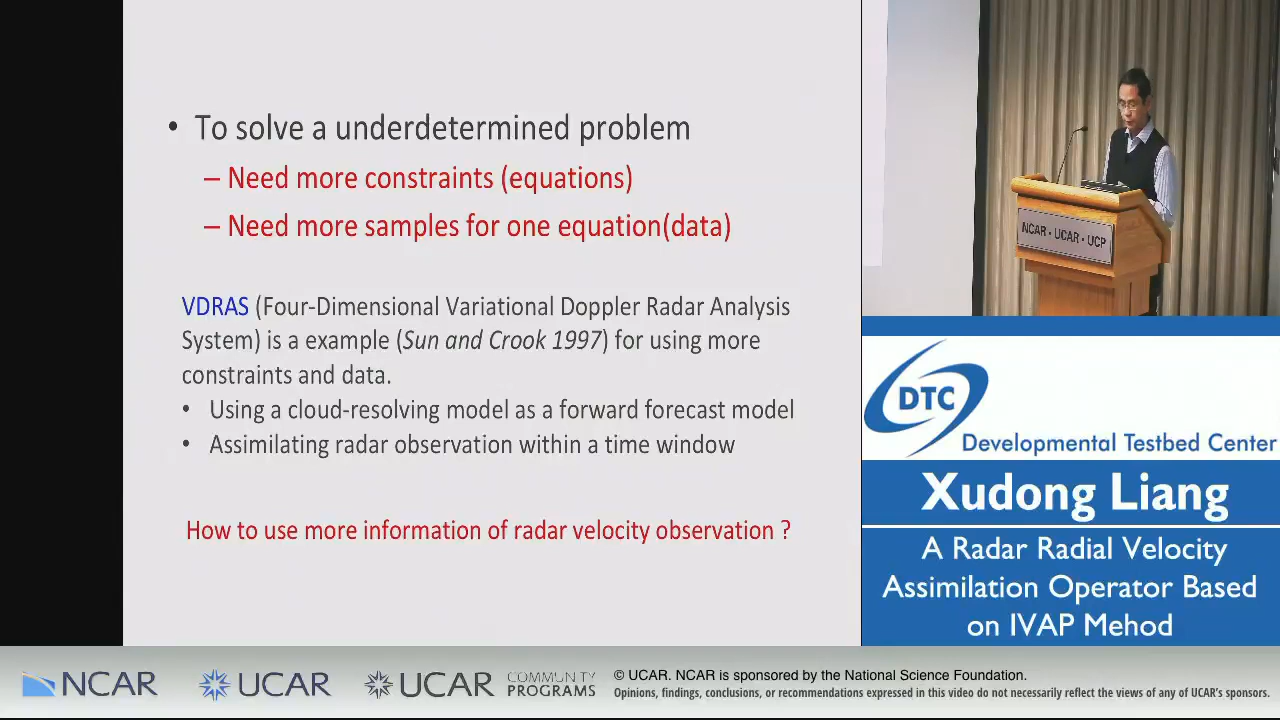 • To solve a underdetermined problem
– Need more constraints (equations)
– Need more samples for one equation(data)
VDRAS (Four-Dimensional Variational Doppler Radar Analysis
System) is a example (Sun and Crook 1997) for using more
constraints and data.
• Using a cloud-resolving model as a forward forecast model
• Assimilating radar observation within a time window
How to use more information of radar velocity observation ?
NCAR • UCAR • UCP
DTC
Developmental Testbed Center
Xudong Liang
A Radar Radial Velocity
Assimilation Operator Based
on IVAP Mehod
NCAR
UCAR
UCAR
COMMUNITY
PROGRAMS
© UCAR. NCAR is sponsored by the National Science Foundation.
Opinions, findings, conclusions, or recommendations expressed in this video do not necessarily reflect the views of any of UCAR's sponsors.